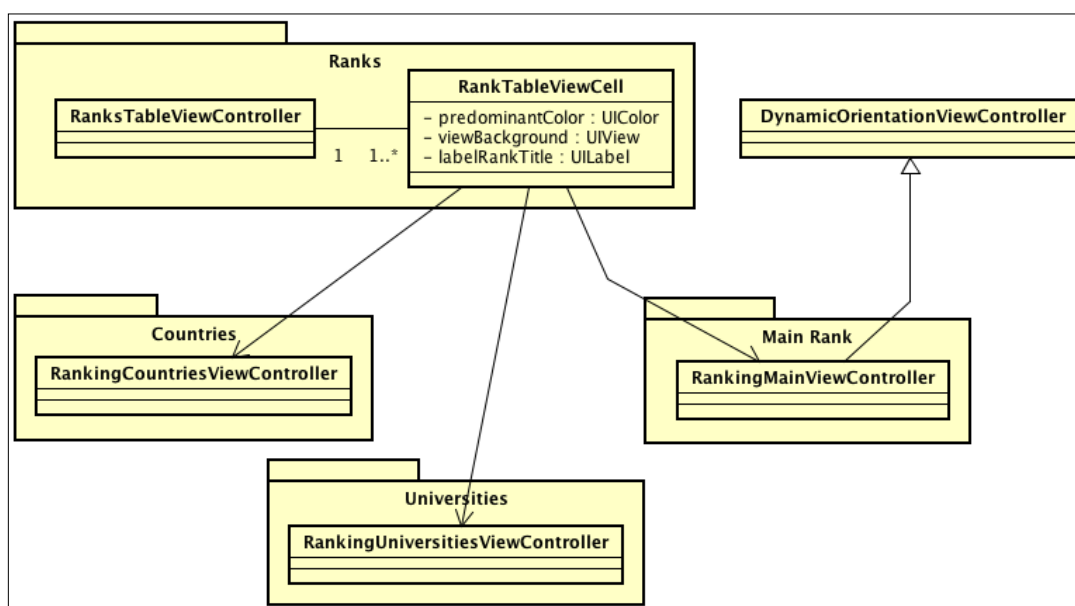 Ranks
RanksTableViewController
1 1..*
RankTableViewCell
- predominantColor : UIColor
- viewBackground : UIView
- labelRankTitle : UILabel
DynamicOrientationViewController
Countries
RankingCountriesViewController
Main Rank
RankingMainViewController
Universities
RankingUniversitiesViewController